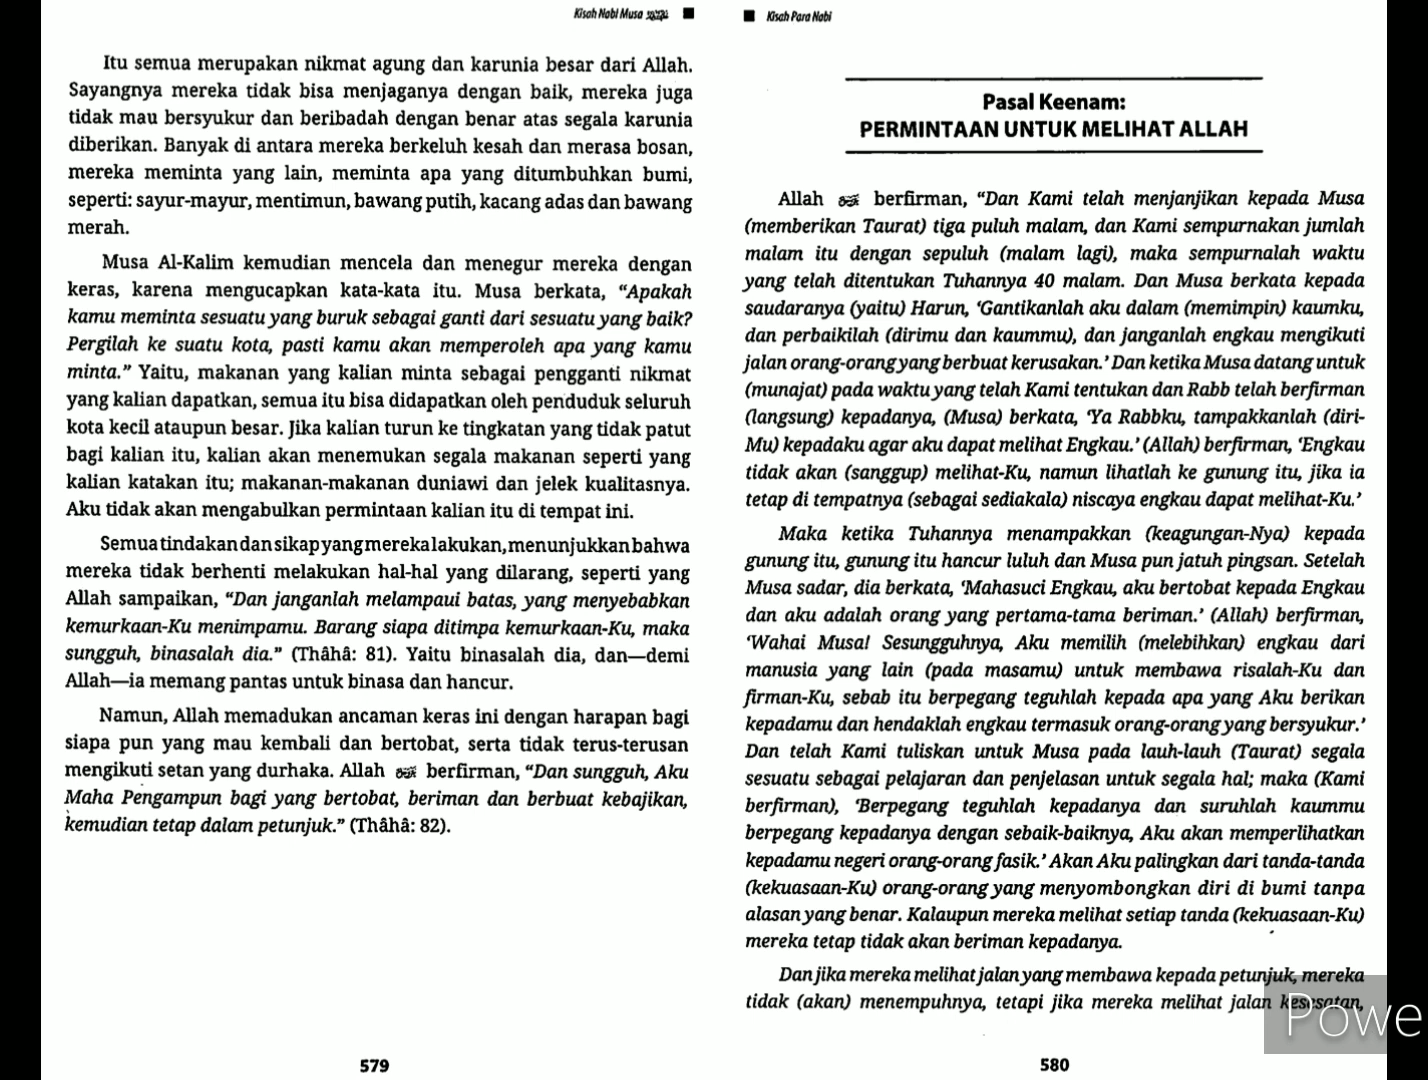 Kisah Nabi Musa
Itu semua merupakan nikmat agung dan karunia besar dari Allah.
Sayangnya mereka tidak bisa menjaganya dengan baik, mereka juga
tidak mau bersyukur dan beribadah dengan benar atas segala karunia
diberikan. Banyak di antara mereka berkeluh kesah dan merasa bosan,
mereka meminta yang lain, meminta apa yang ditumbuhkan bumi,
seperti: sayur-mayur, mentimun, bawang putih, kacang adas dan bawang
merah.
Musa Al-Kalim kemudian mencela dan menegur mereka dengan
keras, karena mengucapkan kata-kata itu. Musa berkata, “Apakah
kamu meminta sesuatu yang buruk sebagai ganti dari sesuatu yang baik?
Pergilah ke suatu kota, pasti kamu akan memperoleh apa yang kamu
minta.” Yaitu, makanan yang kalian minta sebagai pengganti nikmat
yang kalian dapatkan, semua itu bisa didapatkan oleh penduduk seluruh
kota kecil ataupun besar. Jika kalian turun ke tingkatan yang tidak patut
bagi kalian itu, kalian akan menemukan segala makanan seperti yang
kalian katakan itu; makanan-makanan duniawi dan jelek kualitasnya.
Aku tidak akan mengabulkan permintaan kalian itu di tempat ini.
Semua tindakan dan sikap yang mereka lakukan, menunjukkan bahwa
mereka tidak berhenti melakukan hal-hal yang dilarang, seperti yang
Allah sampaikan, “Dan janganlah melampaui batas, yang menyebabkan
kemurkaan-Ku menimpamu. Barang siapa ditimpa kemurkaan-Ku, maka
sungguh, binasalah dia.” (Thâhâ: 81). Yaitu binasalah dia, dan—demi
Allah—ia memang pantas untuk binasa dan hancur.
Namun, Allah memadukan ancaman keras ini dengan harapan bagi
siapa pun yang mau kembali dan bertobat, serta tidak terus-terusan
mengikuti setan yang durhaka. Allah berfirman, “Dan sungguh, Aku
Maha Pengampun bagi yang bertobat, beriman dan berbuat kebajikan,
kemudian tetap dalam petunjuk.” (Thâhâ: 82).
579
Kisah Para Nabi
Pasal Keenam:
PERMINTAAN UNTUK MELIHAT ALLAH
Allah berfirman, “Dan Kami telah menjanjikan kepada Musa
(memberikan Taurat) tiga puluh malam, dan Kami sempurnakan jumlah
malam itu dengan sepuluh (malam lagi), maka sempurnalah waktu
yang telah ditentukan Tuhannya 40 malam. Dan Musa berkata kepada
saudaranya (yaitu) Harun, ‘Gantikanlah aku dalam (memimpin) kaumku,
dan perbaikilah (dirimu dan kaummu), dan janganlah engkau mengikuti
jalan orang-orang yang berbuat kerusakan.’ Dan ketika Musa datang untuk
(munajat) pada waktu yang telah Kami tentukan dan Rabb telah berfirman
(langsung) kepadanya, (Musa) berkata, ‘Ya Rabbku, tampakkanlah (diri-
Mu) kepadaku agar aku dapat melihat Engkau.’ (Allah) berfirman, ‘Engkau
tidak akan (sanggup) melihat-Ku, namun lihatlah ke gunung itu, jika ia
tetap di tempatnya (sebagai sediakala) niscaya engkau dapat melihat-Ku.’
Maka ketika Tuhannya menampakkan (keagungan-Nya) kepada
gunung itu, gunung itu hancur luluh dan Musa pun jatuh pingsan. Setelah
Musa sadar, dia berkata, ‘Mahasuci Engkau, aku bertobat kepada Engkau
dan aku adalah orang yang pertama-tama beriman.’ (Allah) berfirman,
‘Wahai Musa! Sesungguhnya, Aku memilih (melebihkan) engkau dari
manusia yang lain (pada masamu) untuk membawa risalah-Ku dan
firman-Ku, sebab itu berpegang teguhlah kepada apa yang Aku berikan
kepadamu dan hendaklah engkau termasuk orang-orang yang bersyukur.’
Dan telah Kami tuliskan untuk Musa pada lauh-lauh (Taurat) segala
sesuatu sebagai pelajaran dan penjelasan untuk segala hal; maka (Kami
berfirman), ‘Berpegang teguhlah kepadanya dan suruhlah kaummu
berpegang kepadanya dengan sebaik-baiknya, Aku akan memperlihatkan
kepadamu negeri orang-orang fasik.’ Akan Aku palingkan dari tanda-tanda
(kekuasaan-Ku) orang-orang yang menyombongkan diri di bumi tanpa
alasan yang benar. Kalaupun mereka melihat setiap tanda (kekuasaan-Ku)
mereka tetap tidak akan beriman kepadanya.
Dan jika mereka melihat jalan yang membawa kepada petunjuk, mereka
tidak (akan) menempuhnya, tetapi jika mereka melihat jalan kesesatan,
Powe
580